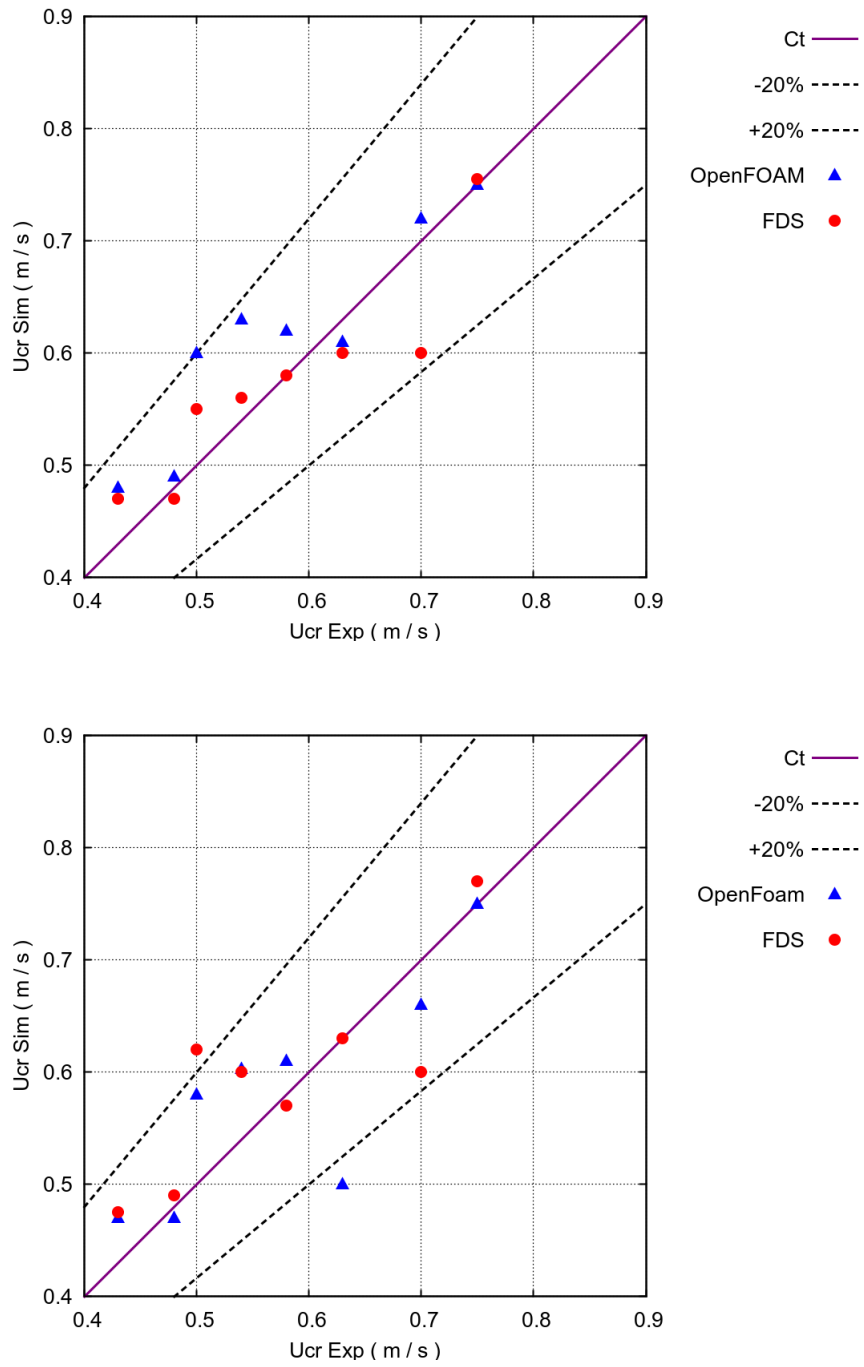 0.9
0.8
0.7
0.6
0.5
0.4
Ucr Sim ( m / s )
0.4 0.5 0.6 0.7 0.8 0.9
Ucr Exp ( m / s )
Ct
-20%
+20%
OpenFOAM
FDS
0.9
0.8
0.7
0.6
0.5
0.4
Ucr Sim ( m / s )
0.4 0.5 0.6 0.7 0.8 0.9
Ucr Exp ( m / s )
Ct
-20%
+20%
OpenFoam
FDS